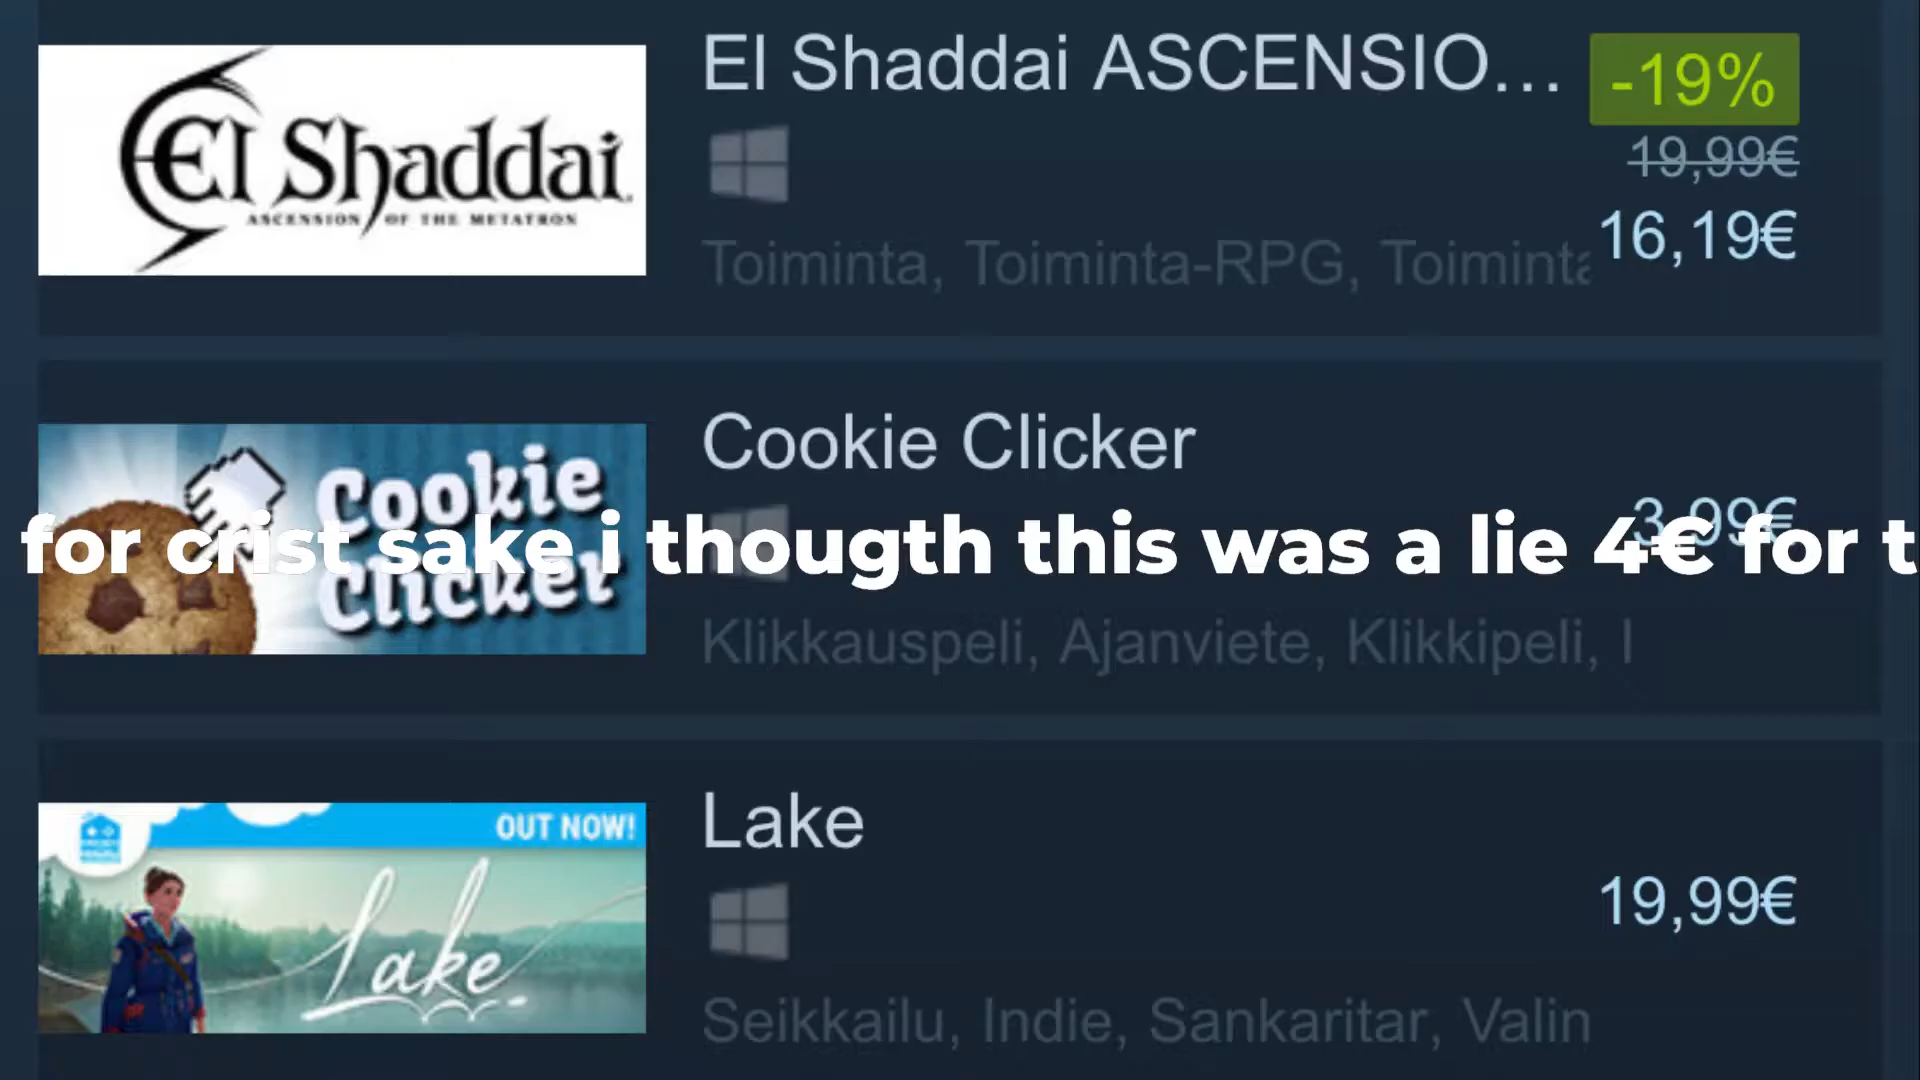 El Shaddai
ASCENSION OF THE METATRON
El Shaddai ASCENSIO...
-19%
19,99€
16,19€
Toiminta, Toiminta-RPG, Toiminta
Cookie
Clicker
Cookie Clicker
3,99€
for crist sake i thougth this was a lie 4€ for t
Klikkauspeli, Ajanviete, Klikkipeli, I
OUT NOW!
Lake
Lake
19,99€
Seikkailu, Indie, Sankaritar, Valin